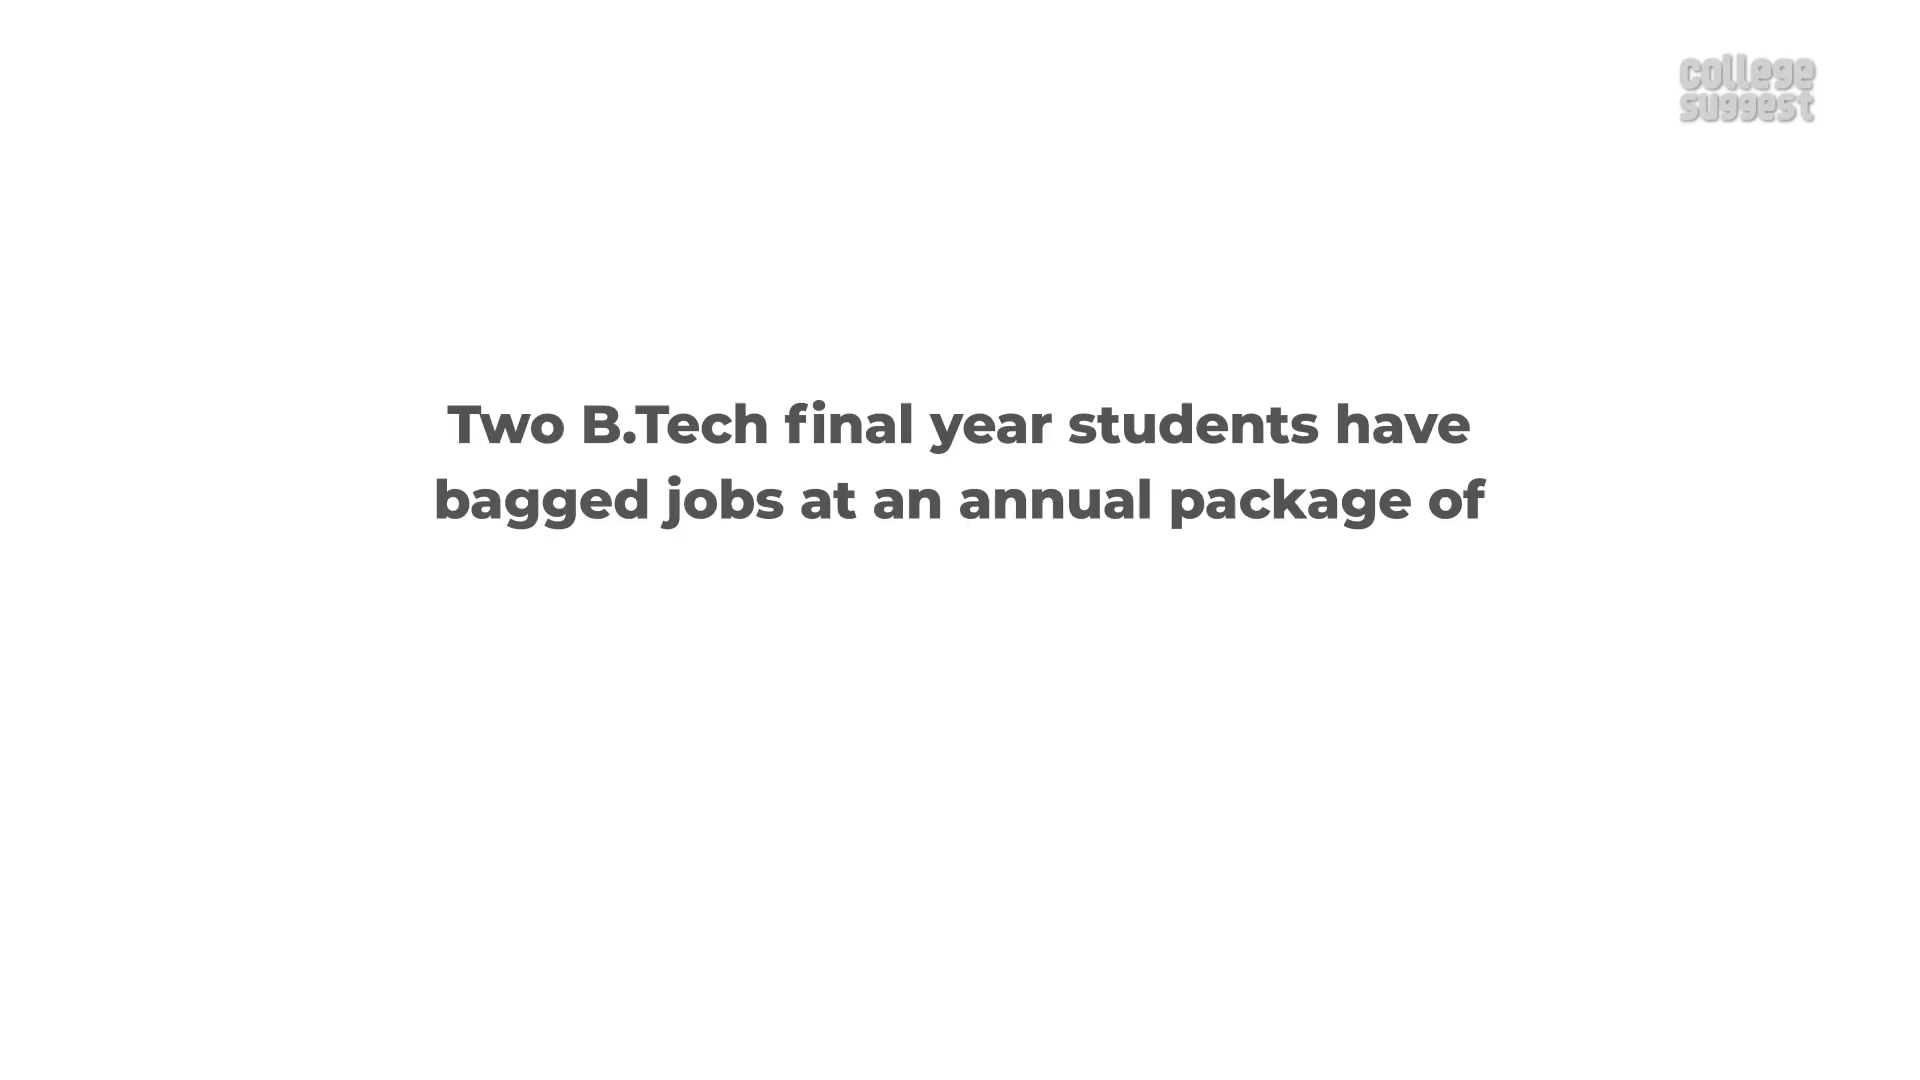 college
suggest
Two B.Tech final year students have
bagged jobs at an annual package of